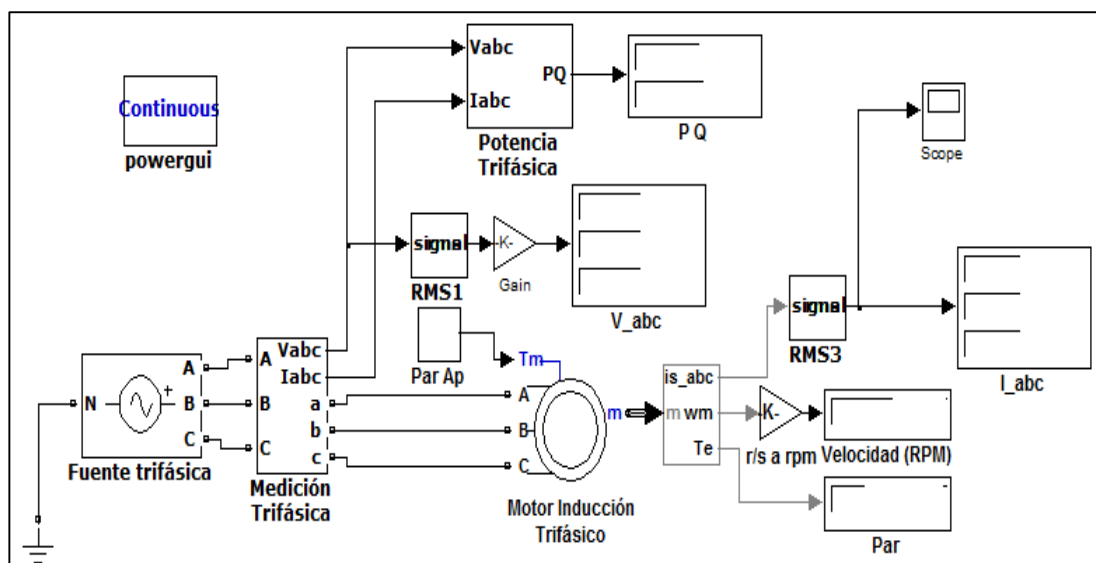 Continuous
powergui
Vabc
Iabc
PQ
Potencia
Trifásica
P Q
Scope
signal
RMS1
-K-
Gain
V_abc
signal
RMS3
I_abc
Par Ap
Tm
N
A
B
C
+
Fuente trifásica
A
B
C
Vabc
Iabc
a
b
c
Medición
Trifásica
A
B
C
m
Motor Inducción
Trifásico
m
is_abc
wm
Te
-K-
r/s a rpm
Velocidad (RPM)
Par